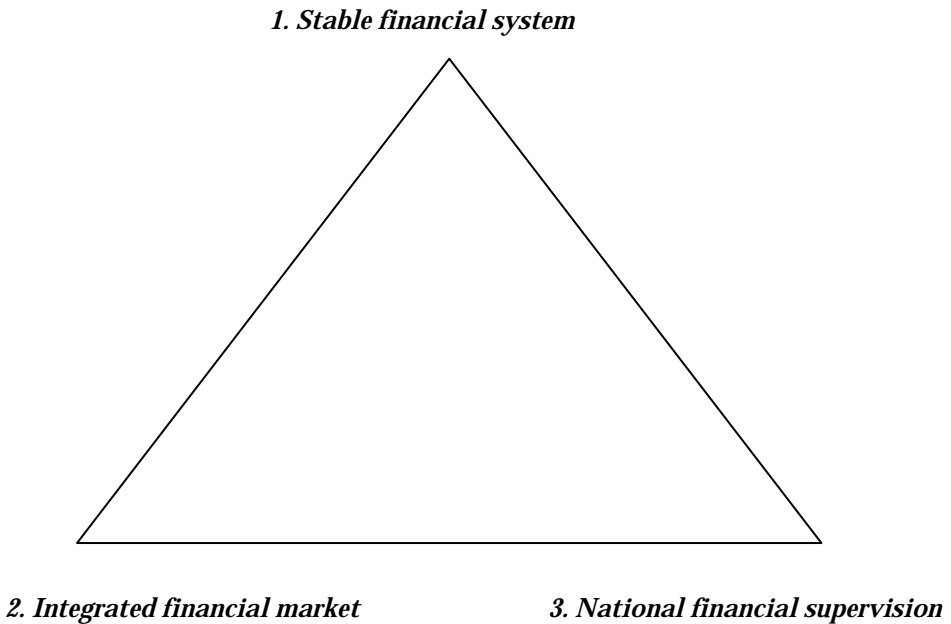 1. Stable financial system
2. Integrated financial market
3. National financial supervision